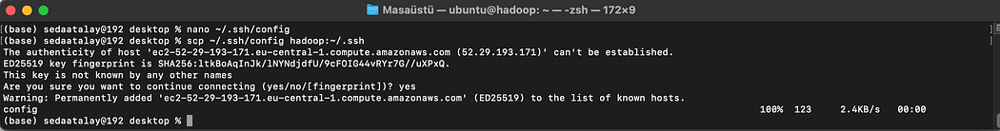 Masaüstü — ubuntu@hadoop: ~ — -zsh — 172×9
[(base) sedaatalay@192 desktop % nano ~/.ssh/config ]
[(base) sedaatalay@192 desktop % scp ~/.ssh/config hadoop:~/.ssh ]
The authenticity of host 'ec2-52-29-193-171.eu-central-1.compute.amazonaws.com (52.29.193.171)' can't be established.
ED25519 key fingerprint is SHA256:ltkBoAqInJk/lNYNdjdfU/9cFOIG44vRYr7G//uXPxQ.
This key is not known by any other names
Are you sure you want to continue connecting (yes/no/[fingerprint])? yes
Warning: Permanently added 'ec2-52-29-193-171.eu-central-1.compute.amazonaws.com' (ED25519) to the list of known hosts.
config 100% 123 2.4KB/s 00:00
(base) sedaatalay@192 desktop %